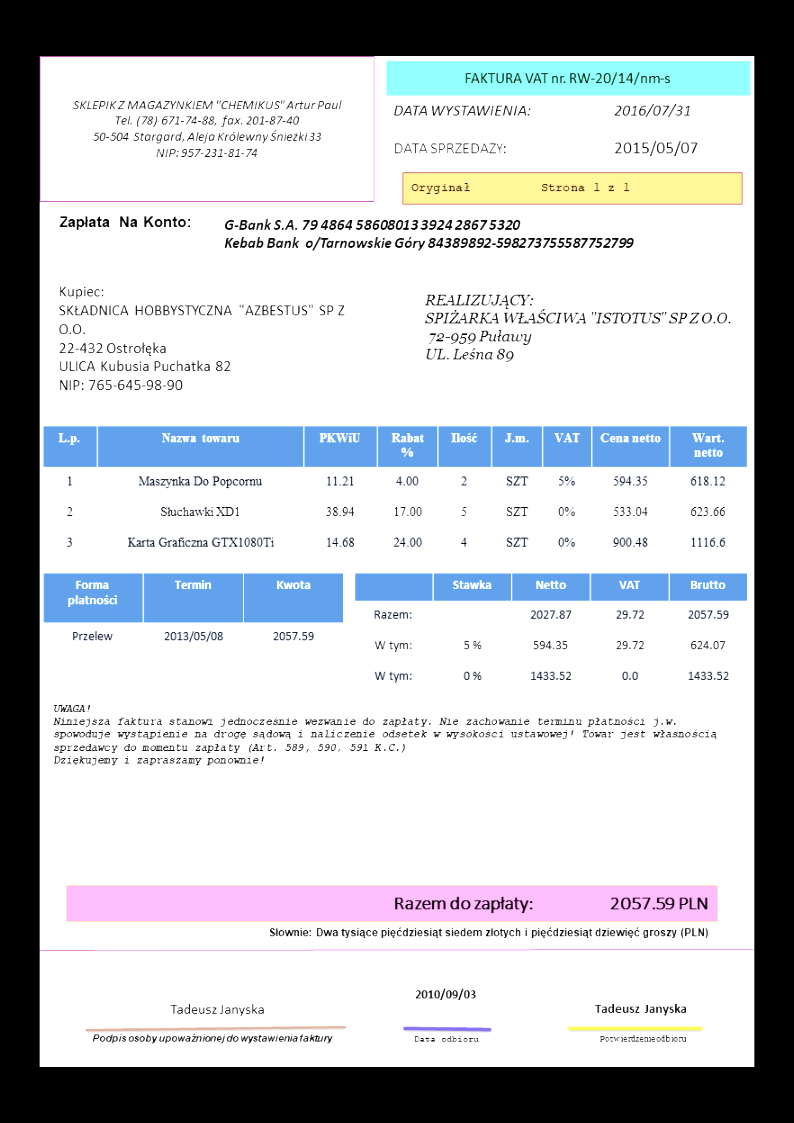 FAKTURA VAT nr. RW-20/14/nm-s
SKLEPIK Z MAGAZYNKIEM "CHEMIKUS" Artur Paul
Tel. (78) 671-74-88, fax. 201-87-40
50-504 Stargard, Aleja Królewny Śnieżki 33
NIP: 957-231-81-74
DATA WYSTAWIENIA: 2016/07/31
DATA SPRZEDAŻY: 2015/05/07
Oryginał Strona 1 z 1
Zapłata Na Konto:
G-Bank S.A. 79 4864 58608013 3924 2867 5320
Kebab Bank o/Tarnowskie Góry 84389892-598273755587752799
Kupiec:
SKŁADNICA HOBBYSTYCZNA "AZBESTUS" SP Z
O.O.
22-432 Ostrołęka
ULICA Kubusia Puchatka 82
NIP: 765-645-98-90
REALIZUJĄCY:
SPIŻARKA WŁAŚCIWA "ISTOTUS" SP Z O.O.
72-959 Puławy
UL. Leśna 89
L.p. Nazwa towaru PKWiU Rabat % Ilość J.m. VAT Cena netto Wart. netto
1 Maszynka Do Popcornu 11.21 4.00 2 SZT 5% 594.35 618.12
2 Słuchawki XD1 38.94 17.00 5 SZT 0% 533.04 623.66
3 Karta Graficzna GTX1080Ti 14.68 24.00 4 SZT 0% 900.48 1116.6
Forma płatności Termin Kwota
Przelew 2013/05/08 2057.59
Stawka Netto VAT Brutto
Razem: 2027.87 29.72 2057.59
W tym: 5 % 594.35 29.72 624.07
W tym: 0 % 1433.52 0.0 1433.52
UWAGA!
Niniejsza faktura stanowi jednocześnie wezwanie do zapłaty. Nie zachowanie terminu płatności j.w.
spowoduje wystąpienie na drogę sądową i naliczenie odsetek w wysokości ustawowej! Towar jest własnością
sprzedawcy do momentu zapłaty (Art. 589, 590, 591 K.C.)
Dziękujemy i zapraszamy ponownie!
Razem do zapłaty: 2057.59 PLN
Słownie: Dwa tysiące pięćdziesiąt siedem złotych i pięćdziesiąt dziewięć groszy (PLN)
Tadeusz Janyska
Podpis osoby upoważnionej do wystawienia faktury
2010/09/03
Data odbioru
Tadeusz Janyska
Potwierdzenie odbioru